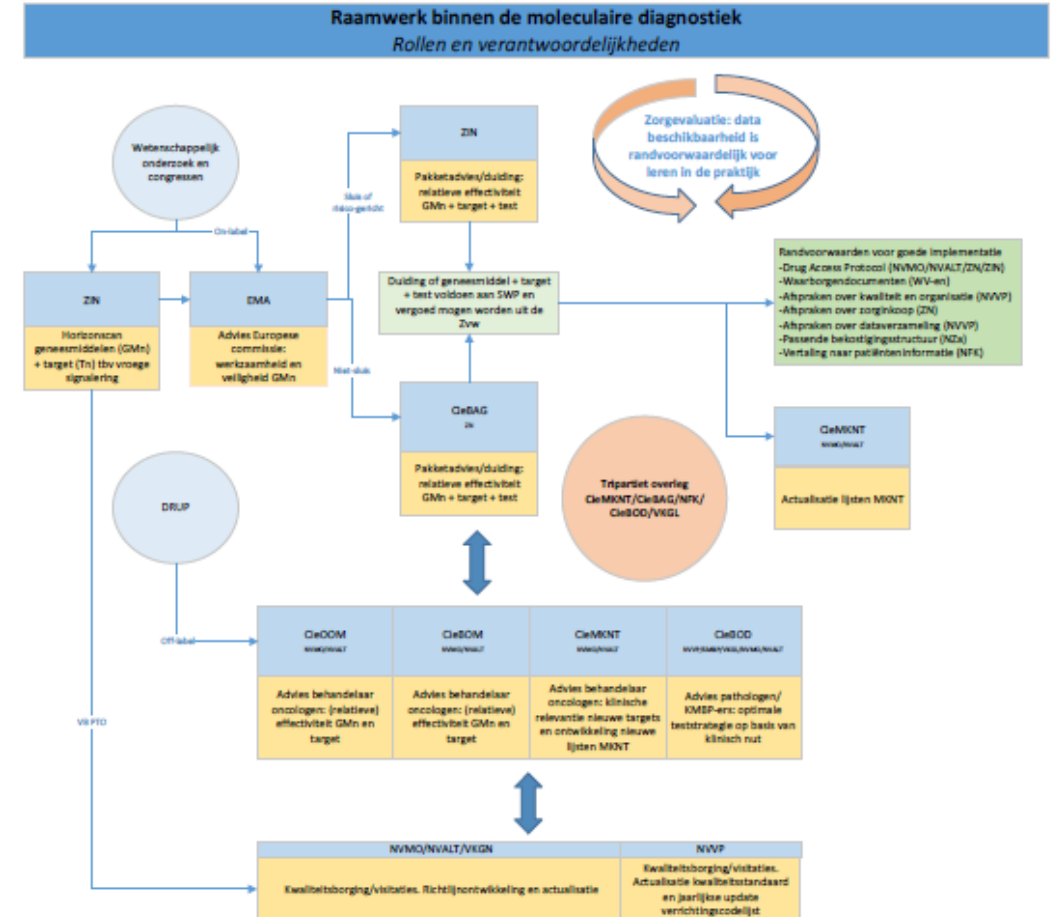 Raamwerk binnen de moleculaire diagnostiek
Rollen en verantwoordelijkheden
Wetenschappelijk
onderzoek en
congressen
On-label
ZIN
Horizonscan
geneesmiddelen (GMn)
+ target (Tn) tbv vroege
signalering
EMA
Advies Europese
commissie:
werkzaamheid en
veiligheid GMn
Sluis of
risico-gericht
Niet-sluis
ZIN
Pakketadvies/duiding:
relatieve effectiviteit
GMn + target + test
Duiding of geneesmiddel + target
+ test voldoen aan SWP en
vergoed mogen worden uit de
Zvw
CieBAG
ZN
Pakketadvies/duiding:
relatieve effectiviteit
GMn + target + test
Zorgevaluatie: data
beschikbaarheid is
randvoorwaardelijk voor
leren in de praktijk
Randvoorwaarden voor goede implementatie
-Drug Access Protocol (NVMO/NVALT/ZN/ZIN)
-Waarborgendocumenten (WV-en)
-Afspraken over kwaliteit en organisatie (NVVP)
-Afspraken over zorginkoop (ZN)
-Afspraken over dataverzameling (NVVP)
-Passende bekostigingsstructuur (NZa)
-Vertaling naar patiënteninformatie (NFK)
CieMKNT
NVMO/NVALT
Actualisatie lijsten MKNT
Tripartiet overleg
CieMKNT/CieBAG/NFK/
CieBOD/VKGL
DRUP
Off-label
VB PTO
CieOOM
NVMO/NVALT
Advies behandelaar
oncologen: (relatieve)
effectiviteit GMn en
target
CieBOM
NVMO/NVALT
Advies behandelaar
oncologen: (relatieve)
effectiviteit GMn en
target
CieMKNT
NVMO/NVALT
Advies behandelaar
oncologen: klinische
relevantie nieuwe targets
en ontwikkeling nieuwe
lijsten MKNT
CieBOD
NVVP/KMBP/VKGL/NVMO/NVALT
Advies pathologen/
KMBP-ers: optimale
teststrategie op basis van
klinisch nut
NVMO/NVALT/VKGN
Kwaliteitsborging/visitaties. Richtlijnontwikkeling en actualisatie
NVVP
Kwaliteitsborging/visitaties.
Actualisatie kwaliteitsstandaard
en jaarlijkse update
verrichtingscodelijst